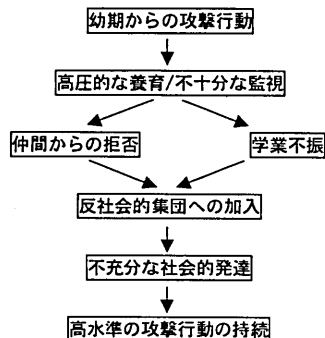 幼期からの攻撃行動
高圧的な養育/不十分な監視
仲間からの拒否
学業不振
反社会的集団への加入
不充分な社会的発達
高水準の攻撃行動の持続